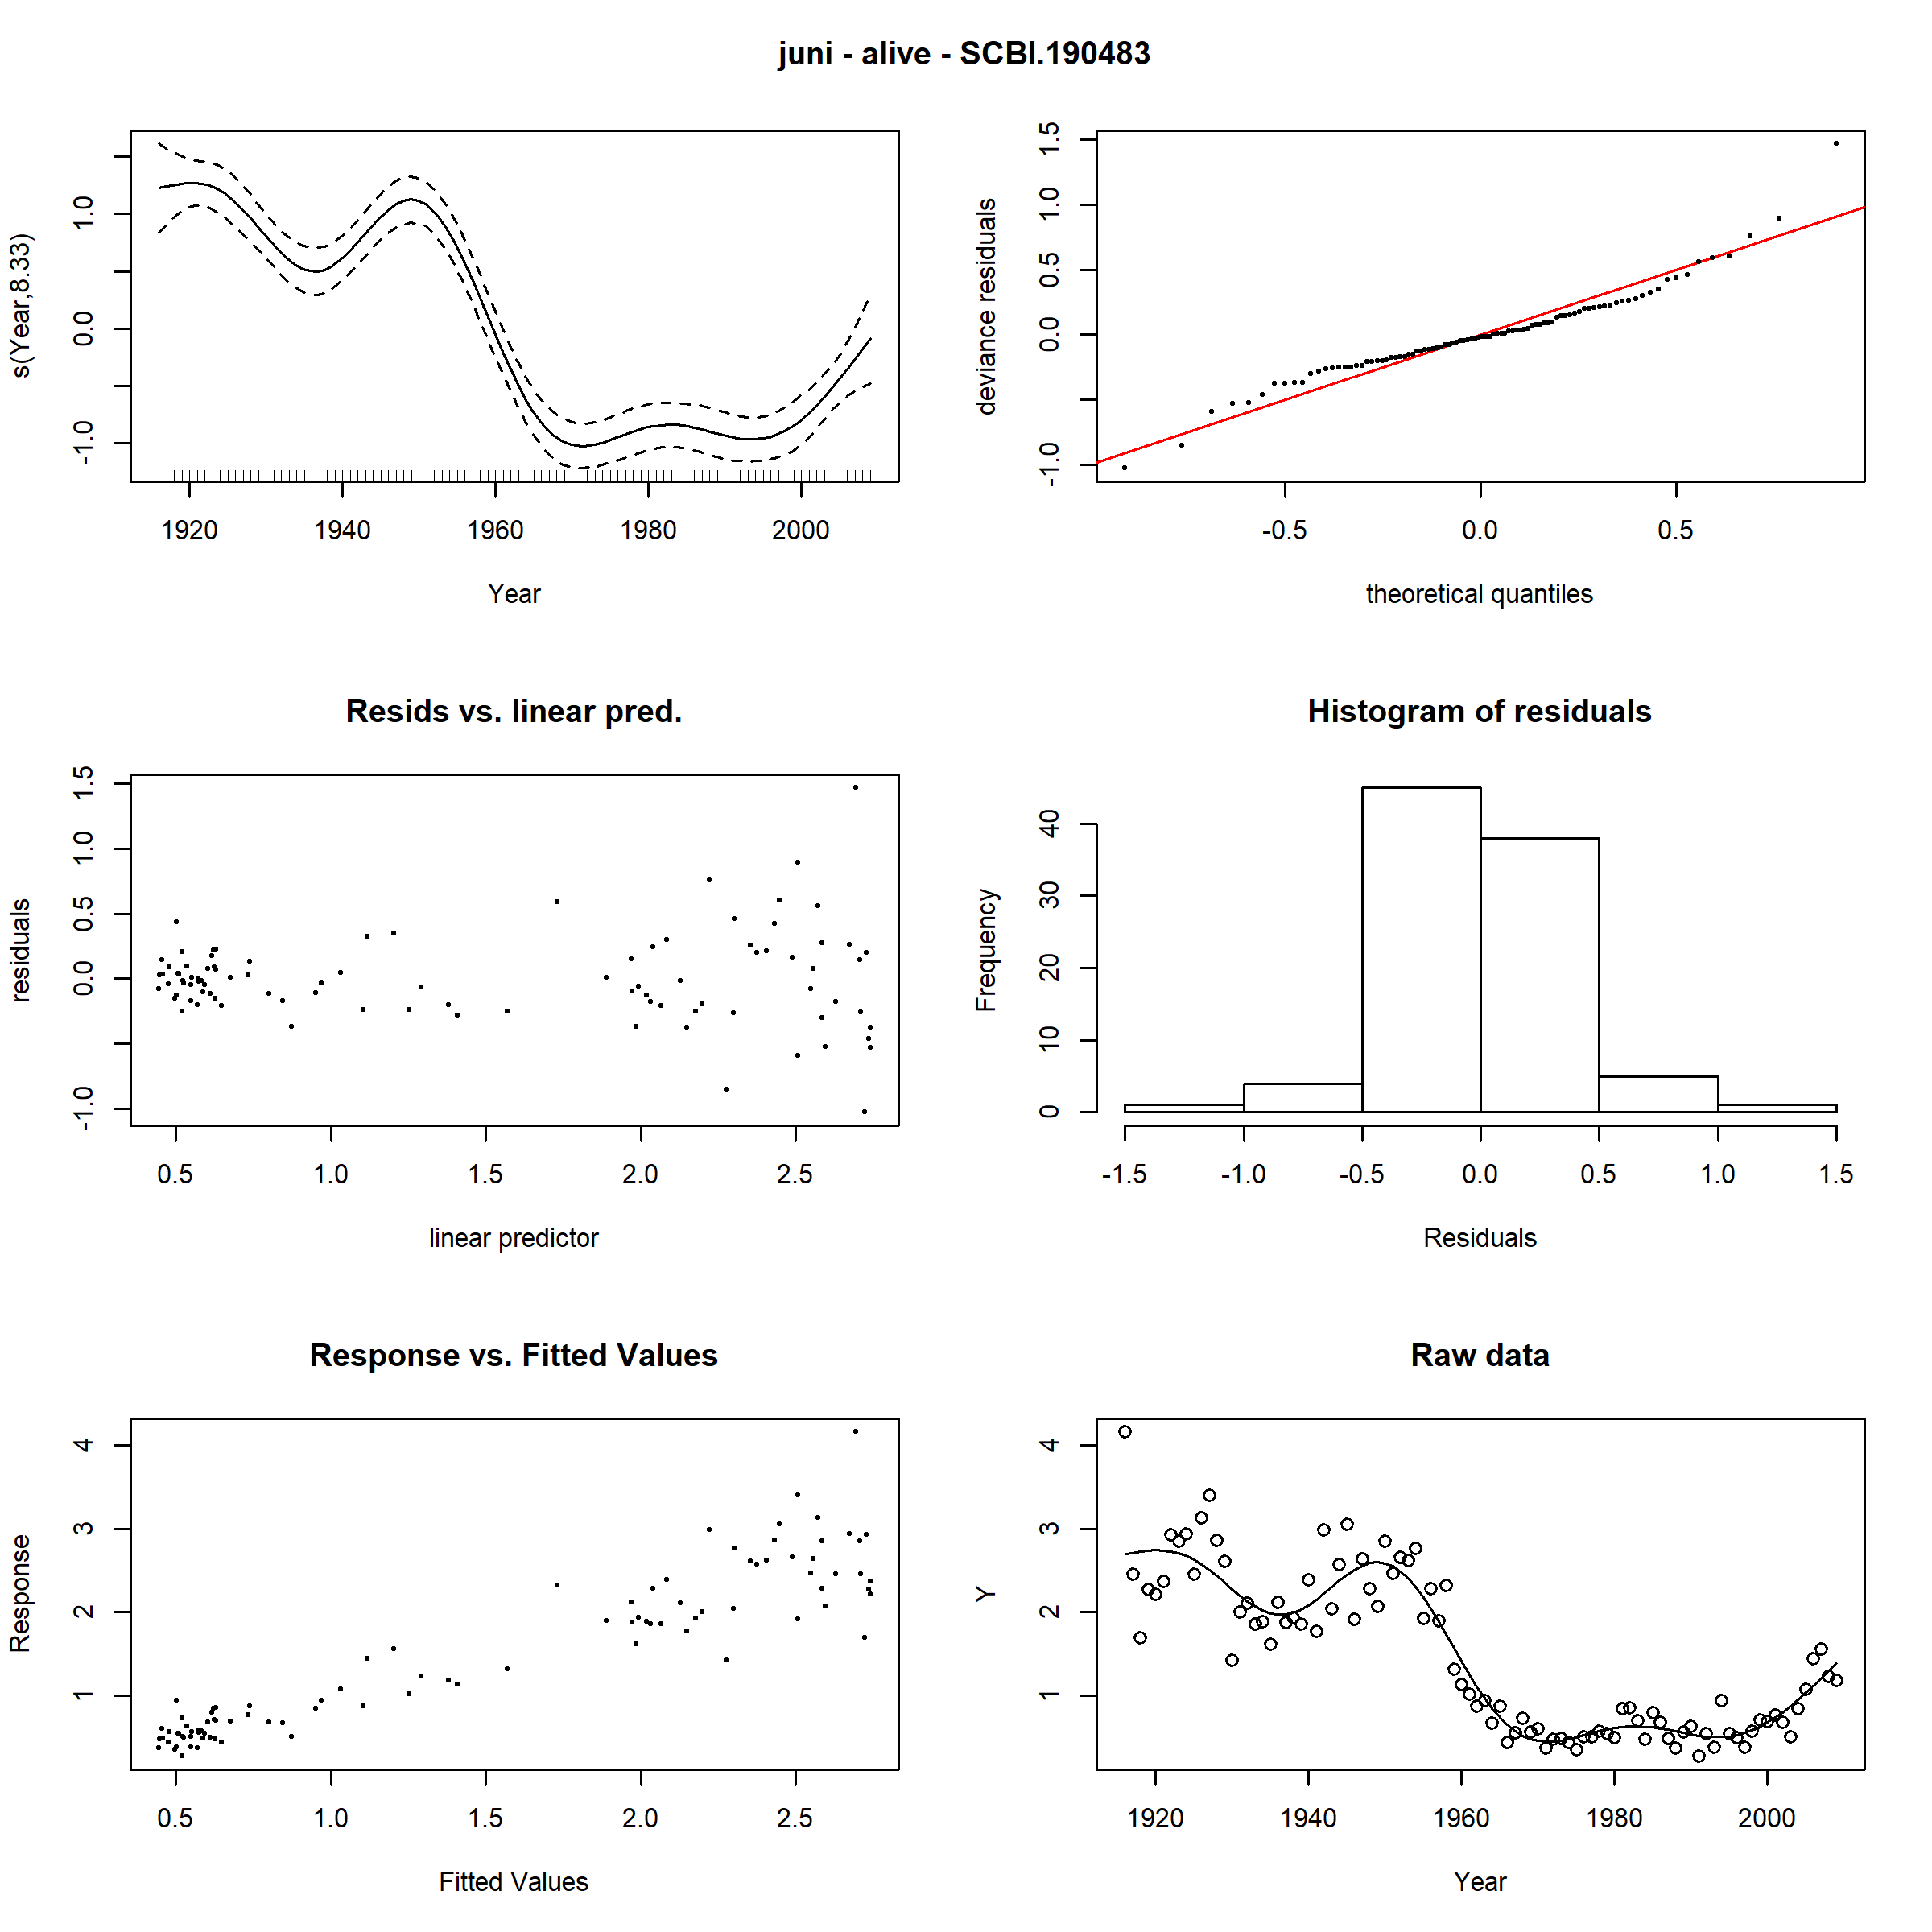 juni - alive - SCBI.190483
s(Year,8.33)
-1.0 0.0 1.0
1920 1940 1960 1980 2000
Year
deviance residuals
-1.0 0.0 0.5 1.0 1.5
-0.5 0.0 0.5
theoretical quantiles
Resids vs. linear pred.
residuals
-1.0 0.0 0.5 1.0 1.5
0.5 1.0 1.5 2.0 2.5
linear predictor
Histogram of residuals
Frequency
0 10 20 30 40
-1.5 -1.0 -0.5 0.0 0.5 1.0 1.5
Residuals
Response vs. Fitted Values
Response
1 2 3 4
0.5 1.0 1.5 2.0 2.5
Fitted Values
Raw data
Y
1 2 3 4
1920 1940 1960 1980 2000
Year